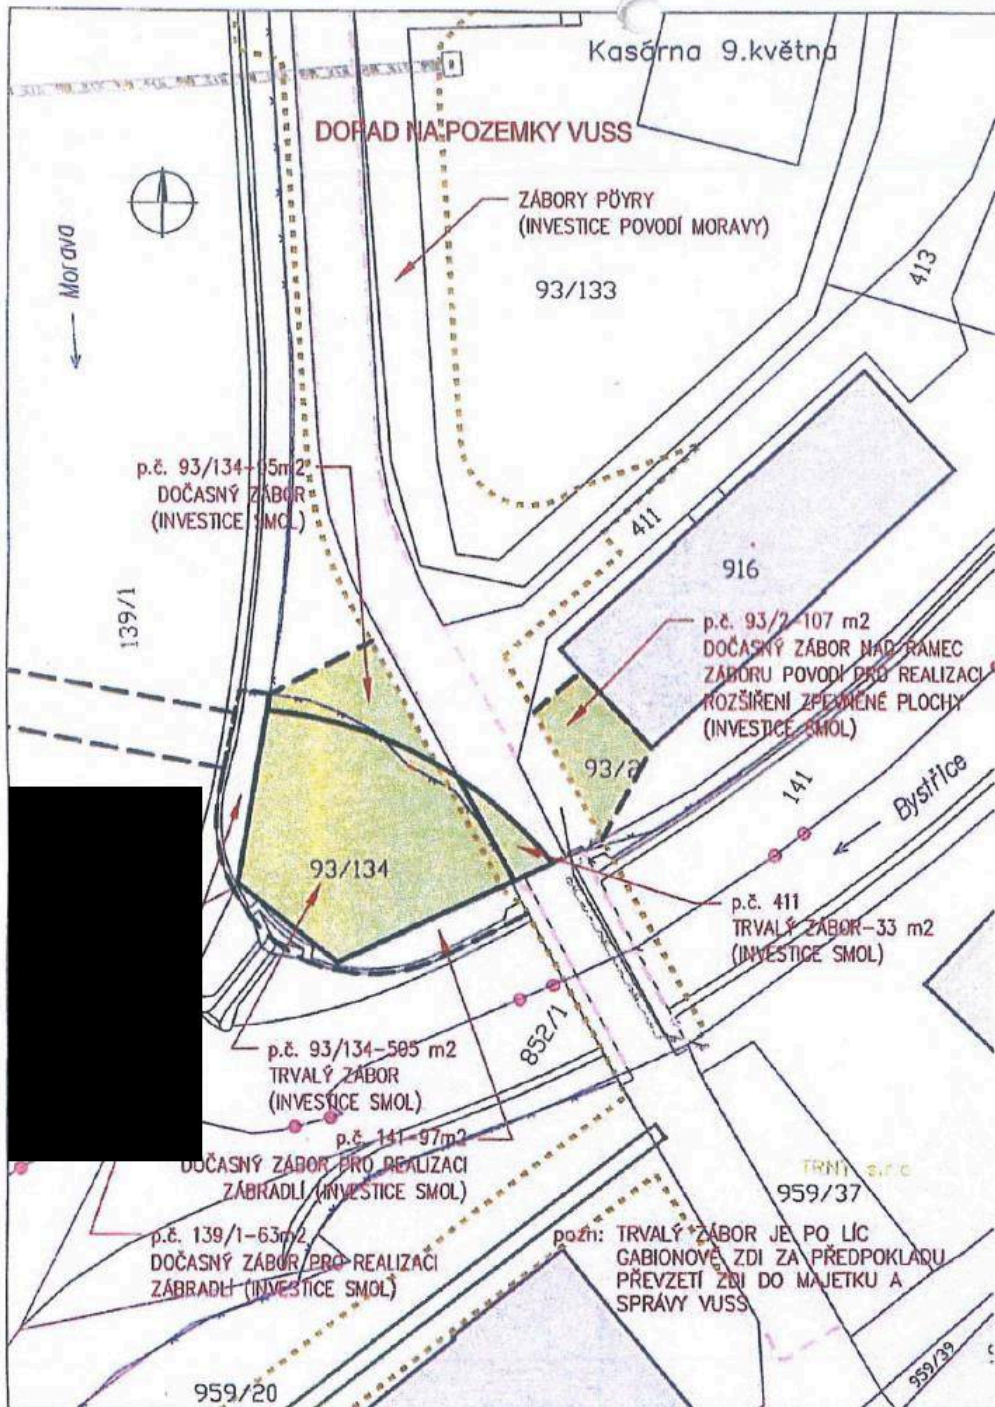 Kasárna 9.května
DOPAD NA POZEMKY VUSS
ZÁBORY PÖYRY
(INVESTICE POVODÍ MORAVY)
Morava
93/133
413
p.č. 93/134-95m2
DOČASNÝ ZÁBOR
(INVESTICE SMOL)
411
916
139/1
p.č. 93/2-107 m2
DOČASNÝ ZÁBOR NAD RÁMEC
ZÁBORU POVODÍ PRO REALIZACI
ROZŠÍŘENÍ ZPEVNĚNÉ PLOCHY
(INVESTICE SMOL)
93/2
141
Bystřice
93/134
p.č. 411
TRVALÝ ZÁBOR-33 m2
(INVESTICE SMOL)
852/1
p.č. 93/134-505 m2
TRVALÝ ZÁBOR
(INVESTICE SMOL)
p.č. 141-97m2
DOČASNÝ ZÁBOR PRO REALIZACI
ZÁBRADLÍ (INVESTICE SMOL)
TRNY s.r.o
959/37
p.č. 139/1-63m2
DOČASNÝ ZÁBOR PRO REALIZACI
ZÁBRADLÍ (INVESTICE SMOL)
pozn: TRVALÝ ZÁBOR JE PO LÍC
GABIONOVÉ ZDI ZA PŘEDPOKLADU
PŘEVZETÍ ZDI DO MAJETKU A
SPRÁVY VUSS
959/39
959/20